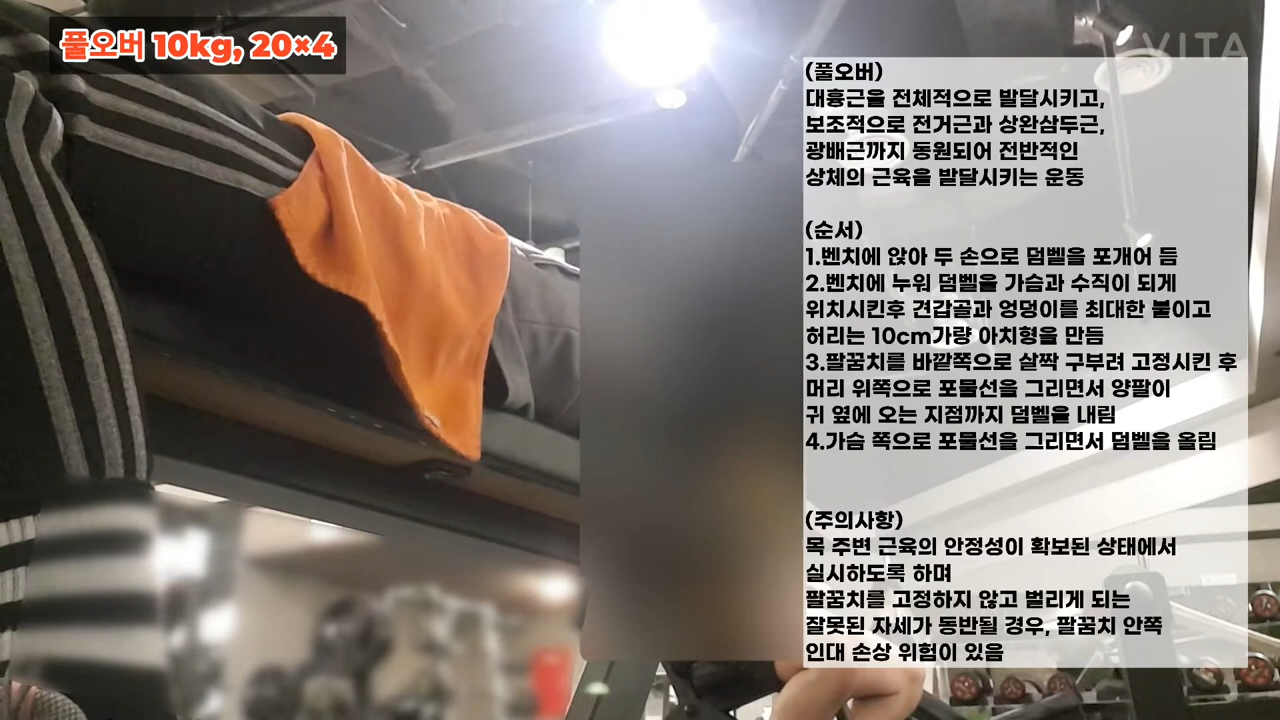 풀오버 10kg, 20×4
VITA
(풀오버)
대흉근을 전체적으로 발달시키고,
보조적으로 전거근과 상완삼두근,
광배근까지 동원되어 전반적인
상체의 근육을 발달시키는 운동
(순서)
1.벤치에 앉아 두 손으로 덤벨을 포개어 듬
2.벤치에 누워 덤벨을 가슴과 수직이 되게
위치시킨후 견갑골과 엉덩이를 최대한 붙이고
허리는 10cm가량 아치형을 만듬
3.팔꿈치를 바깥쪽으로 살짝 구부려 고정시킨 후
머리 위쪽으로 포물선을 그리면서 양팔이
귀 옆에 오는 지점까지 덤벨을 내림
4.가슴 쪽으로 포물선을 그리면서 덤벨을 올림
(주의사항)
목 주변 근육의 안정성이 확보된 상태에서
실시하도록 하며
팔꿈치를 고정하지 않고 벌리게 되는
잘못된 자세가 동반될 경우, 팔꿈치 안쪽
인대 손상 위험이 있음